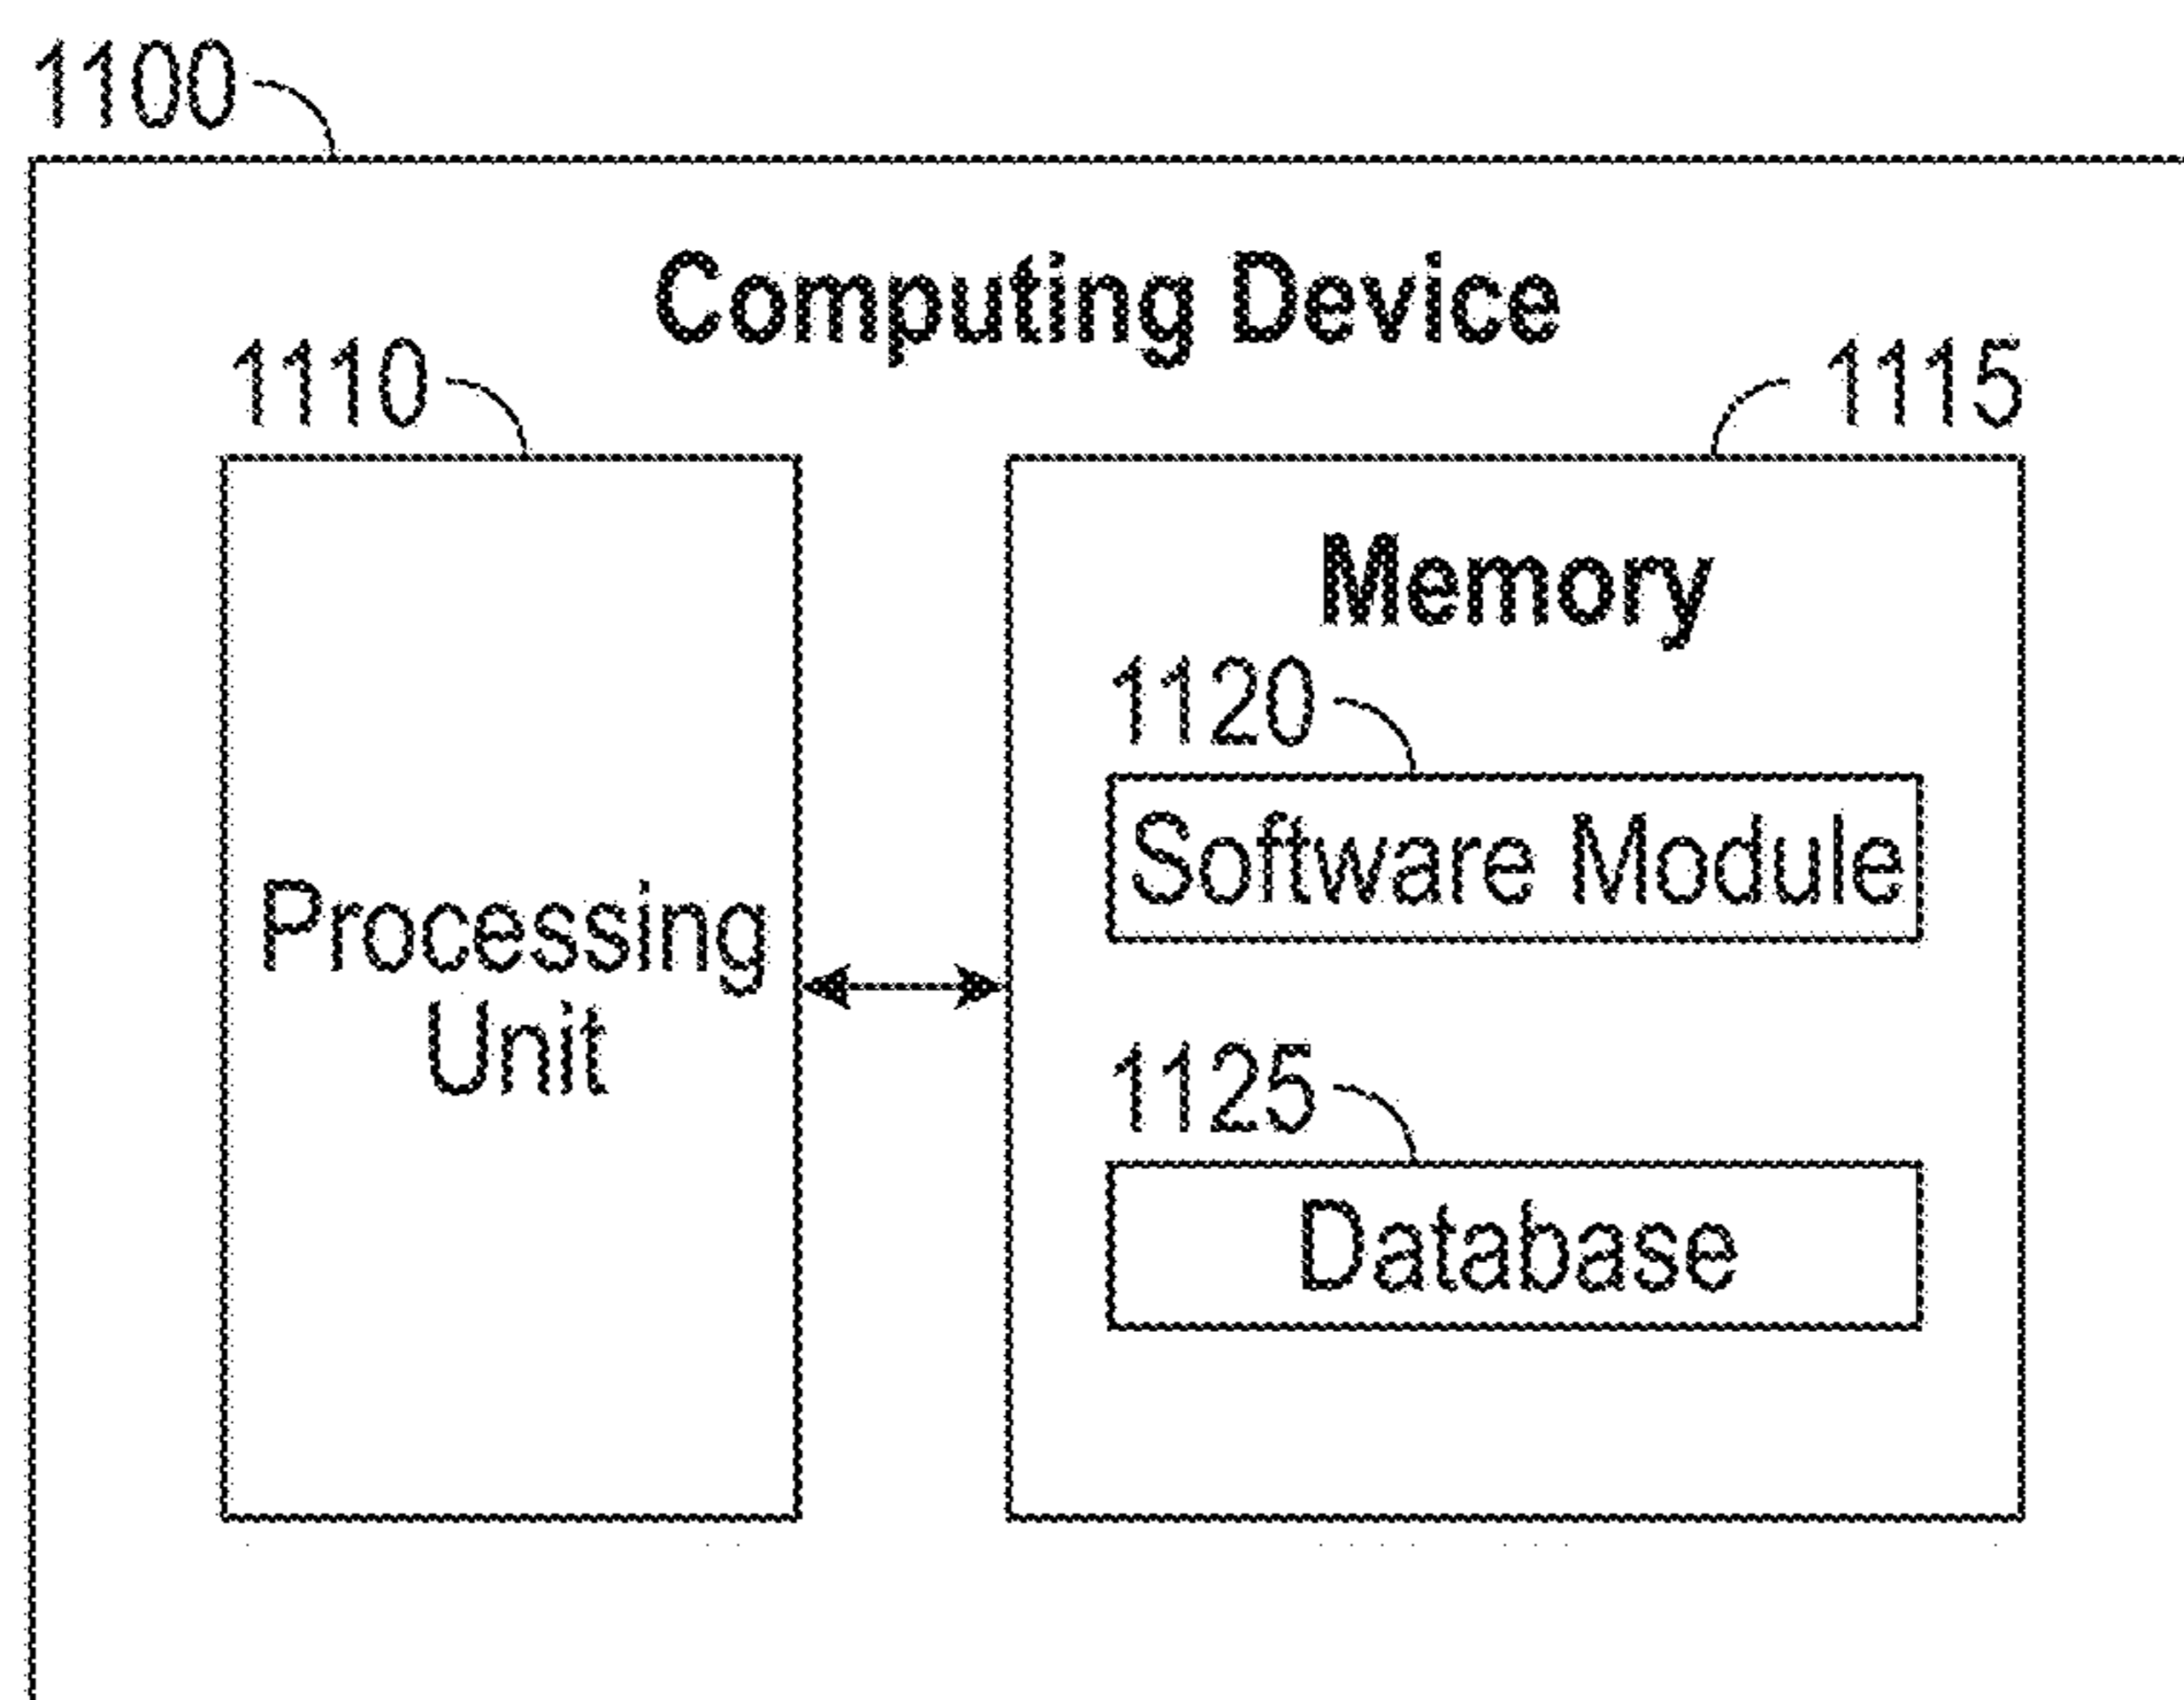 1100
Computing Device
1110
1115
Memory
1120
Software Module
Processing
Unit
1125
Database